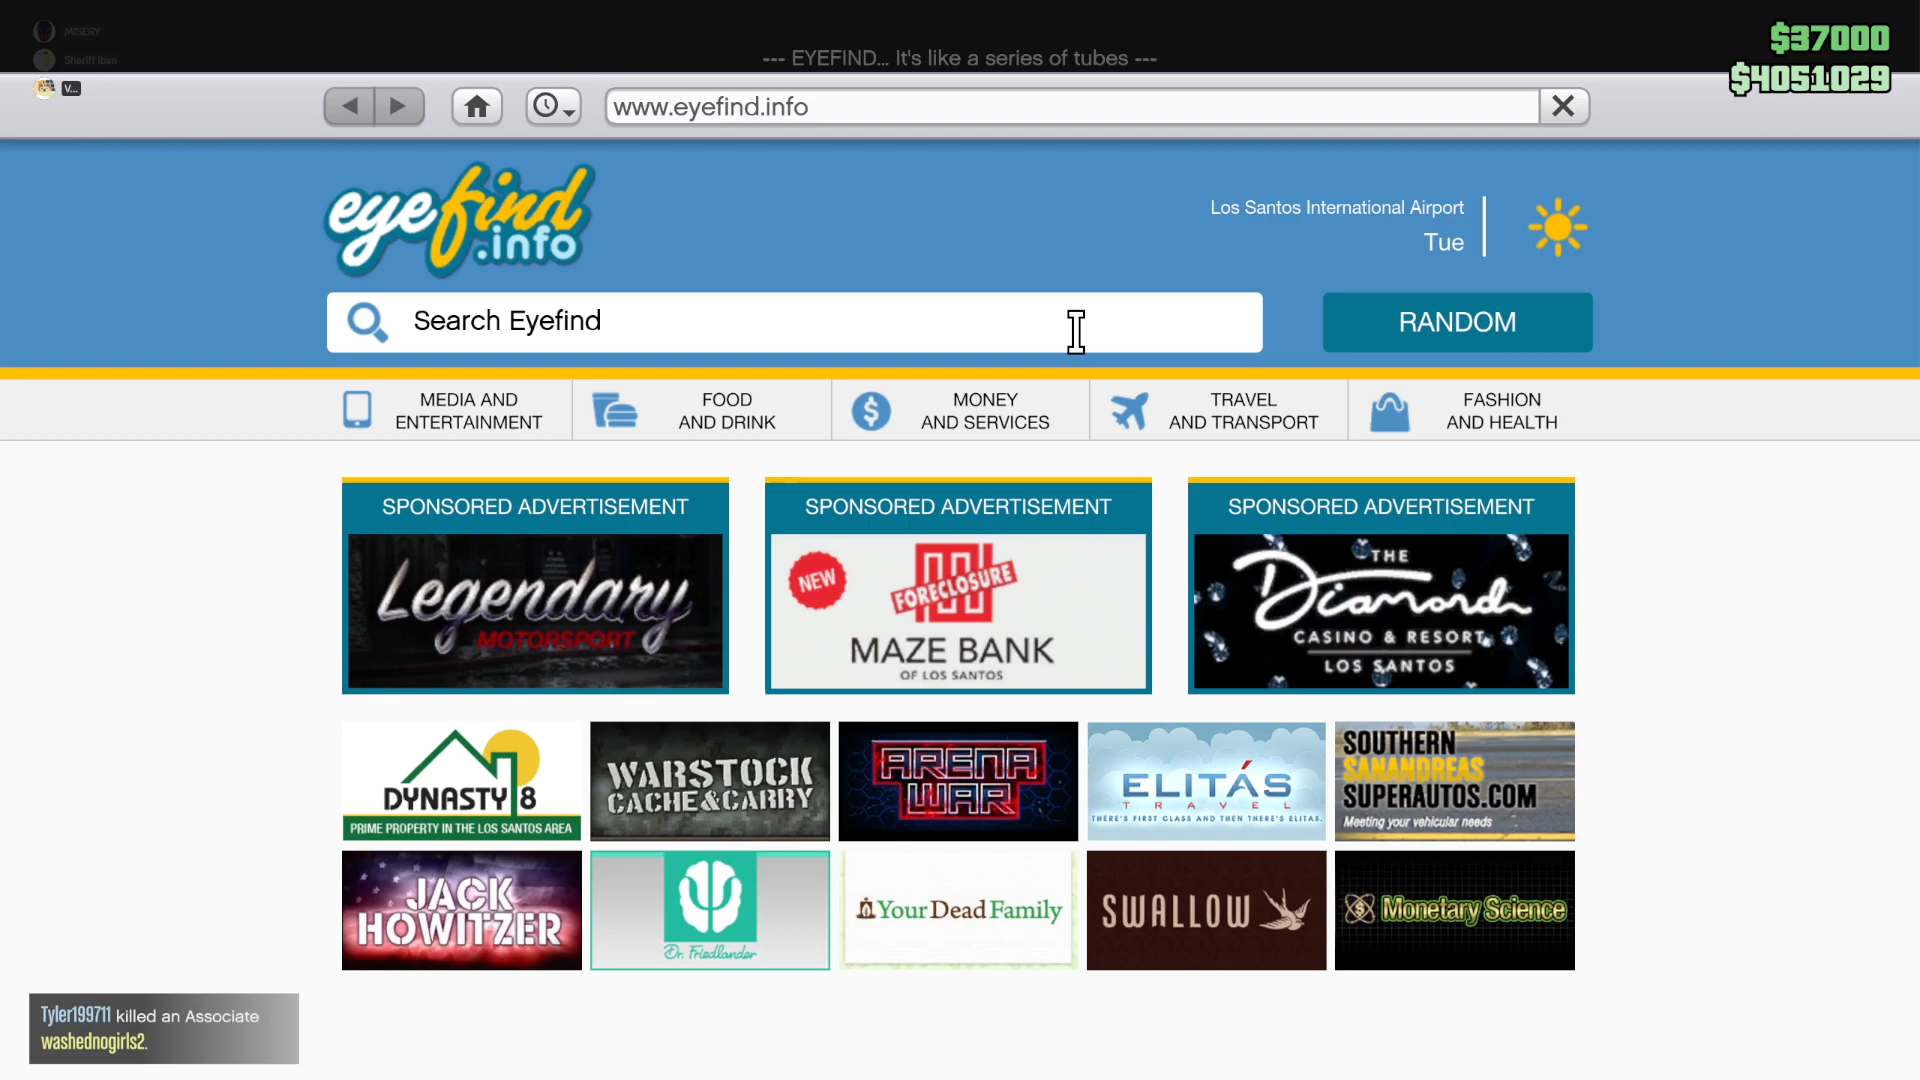 MISERY
Sheriff Iban
V...
--- EYEFIND... It's like a series of tubes ---
$37000
$4051029
www.eyefind.info
eyefind
.info
Los Santos International Airport
Tue
Search Eyefind
RANDOM
MEDIA AND
ENTERTAINMENT
FOOD
AND DRINK
MONEY
AND SERVICES
TRAVEL
AND TRANSPORT
FASHION
AND HEALTH
SPONSORED ADVERTISEMENT
Legendary
MOTORSPORT
SPONSORED ADVERTISEMENT
NEW
FORECLOSURE
MAZE BANK
OF LOS SANTOS
SPONSORED ADVERTISEMENT
THE
Diamond
CASINO & RESORT
LOS SANTOS
DYNASTY 8
PRIME PROPERTY IN THE LOS SANTOS AREA
WARSTOCK
CACHE&CARRY
ARENA
WAR
ELITÁS
TRAVEL
THERE'S FIRST CLASS AND THEN THERE'S ELITAS.
SOUTHERN
SANANDREAS
SUPERAUTOS.COM
Meeting your vehicular needs
JACK
HOWITZER
Dr. Friedlander
Your Dead Family
SWALLOW
Monetary Science
Tyler199711 killed an Associate
washednogirls2.